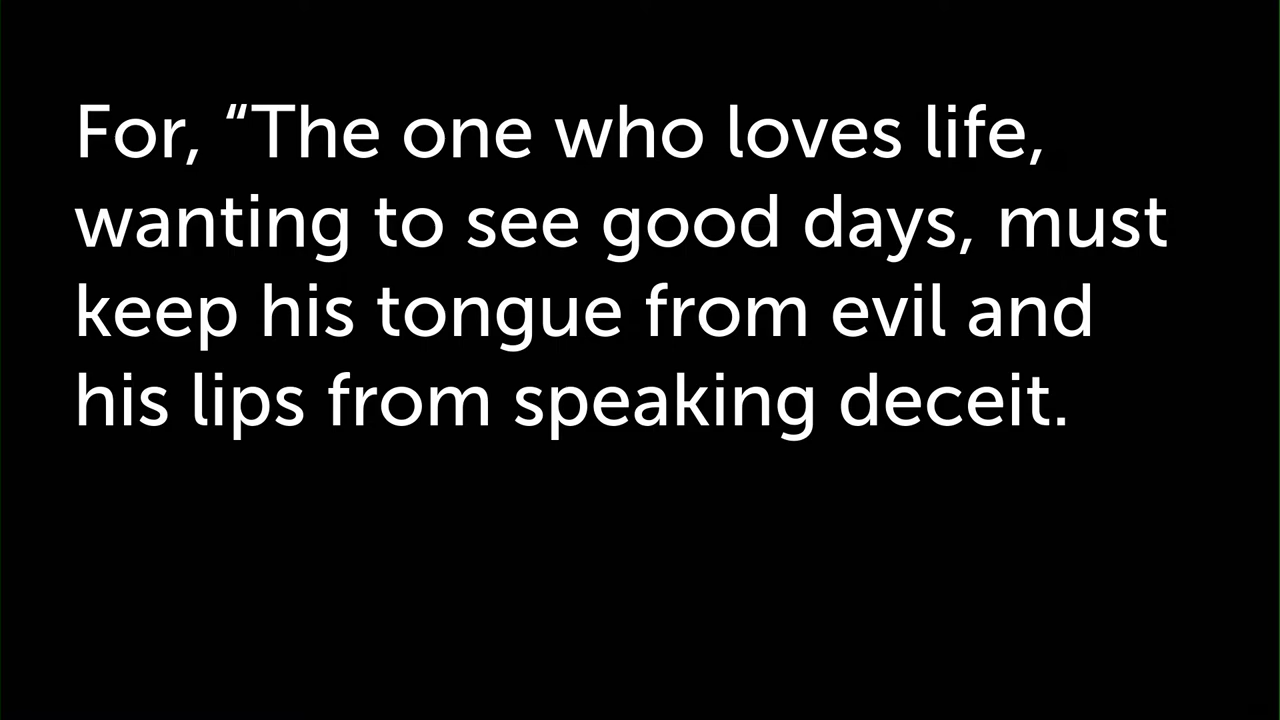 For, “The one who loves life,
wanting to see good days, must
keep his tongue from evil and
his lips from speaking deceit.